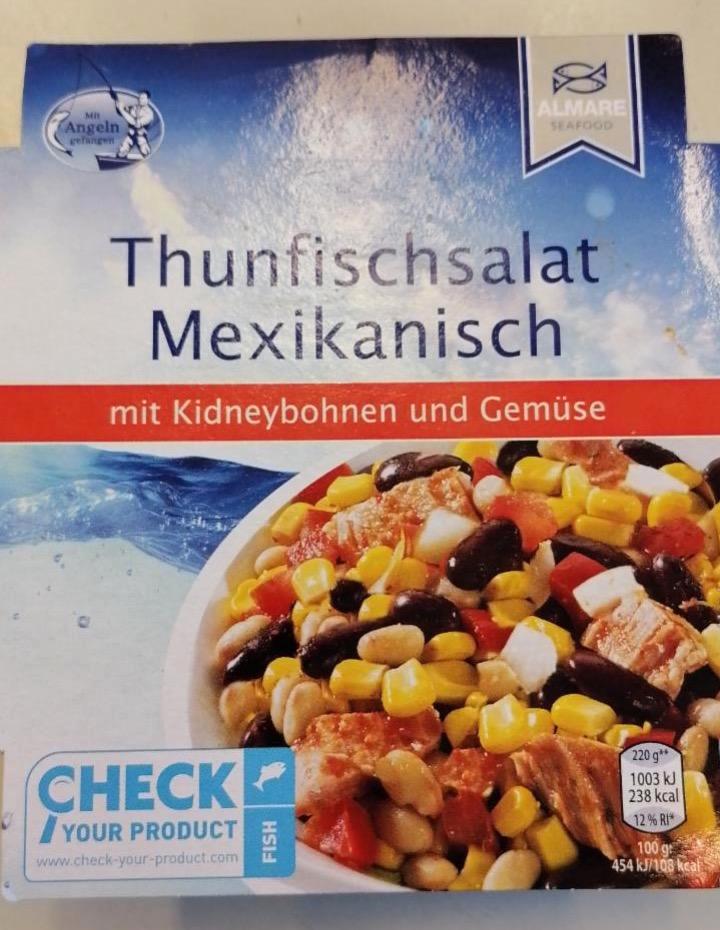 Mit
Angeln
gefangen
ALMARE
SEAFOOD
Thunfischsalat
Mexikanisch
mit Kidneybohnen und Gemüse
CHECK
YOUR PRODUCT
www.check-your-product.com
FISH
220 g**
1003 kJ
238 kcal
12 % RI*
100 g:
454 kJ/108 kcal